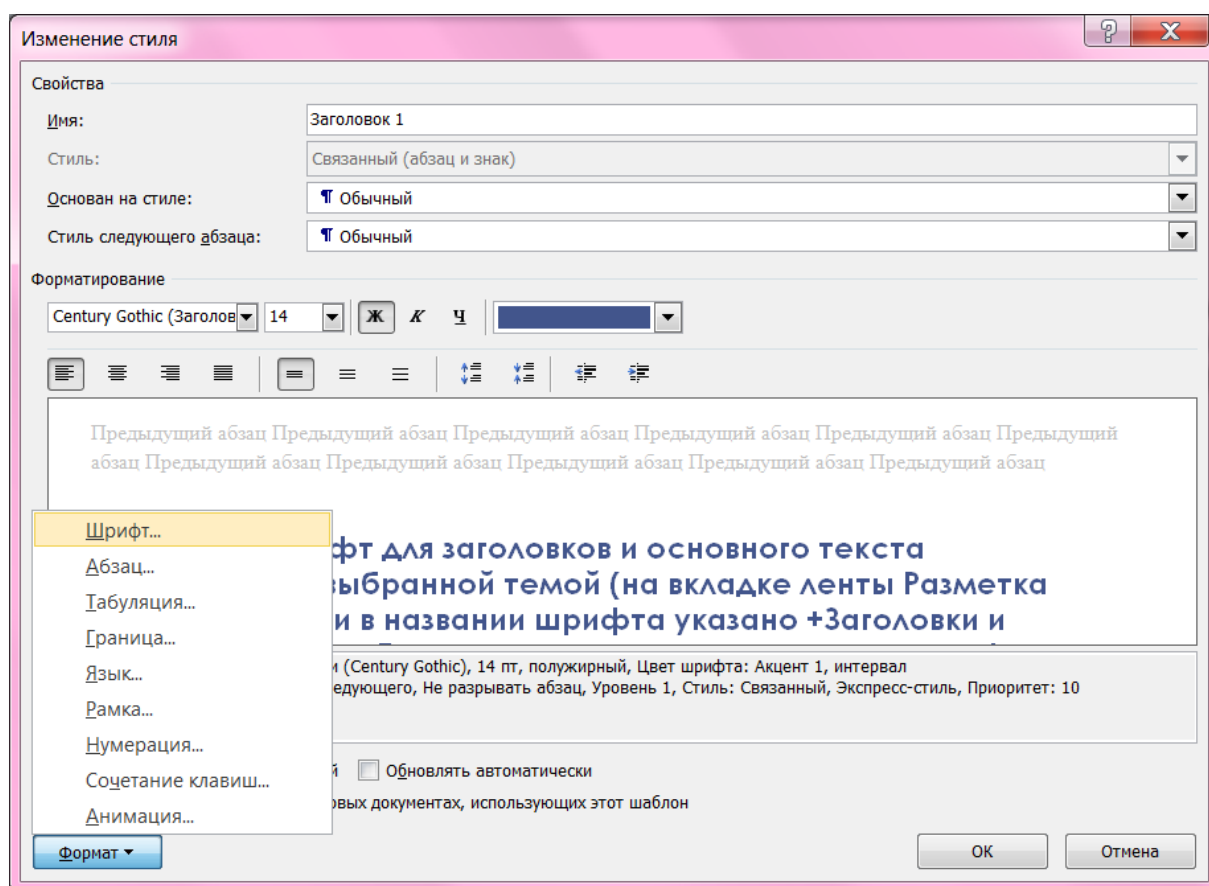 Изменение стиля
Свойства
Имя:
Заголовок 1
Стиль:
Связанный (абзац и знак)
Основан на стиле:
¶ Обычный
Стиль следующего абзаца:
¶ Обычный
Форматирование
Century Gothic (Заголов
14
Ж К Ч
Предыдущий абзац Предыдущий абзац Предыдущий абзац Предыдущий абзац Предыдущий
абзац Предыдущий абзац Предыдущий абзац Предыдущий абзац Предыдущий абзац Предыдущий абзац
фт для заголовков и основного текста
ыбранной темой (на вкладке ленты Разметка
и в названии шрифта указано +Заголовки и
(Century Gothic), 14 пт, полужирный, Цвет шрифта: Акцент 1, интервал
едующего, Не разрывать абзац, Уровень 1, Стиль: Связанный, Экспресс-стиль, Приоритет: 10
й Обновлять автоматически
овых документах, использующих этот шаблон
Шрифт...
Абзац...
Табуляция...
Граница...
Язык...
Рамка...
Нумерация...
Сочетание клавиш...
Анимация...
Формат
ОК
Отмена